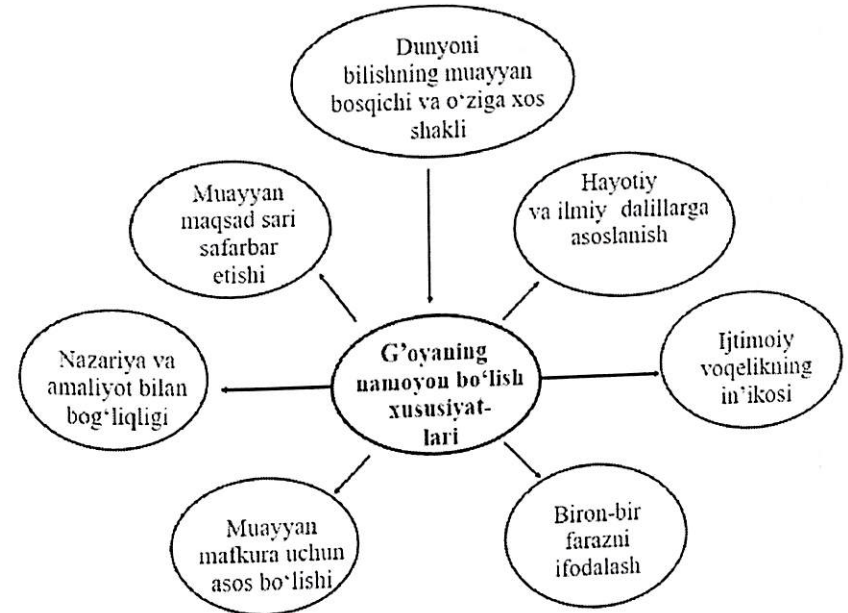 Dunyoni
bilishning muayyan
bosqichi va o‘ziga xos
shakli
Muayyan
maqsad sari
safarbar
etishi
Hayotiy
va ilmiy dalillarga
asoslanish
Nazariya va
amaliyot bilan
bog‘liqligi
G’oyaning
namoyon bo‘lish
xususiyat-
lari
Ijtimoiy
voqelikning
in’ikosi
Muayyan
mafkura uchun
asos bo‘lishi
Biron-bir
farazni
ifodalash